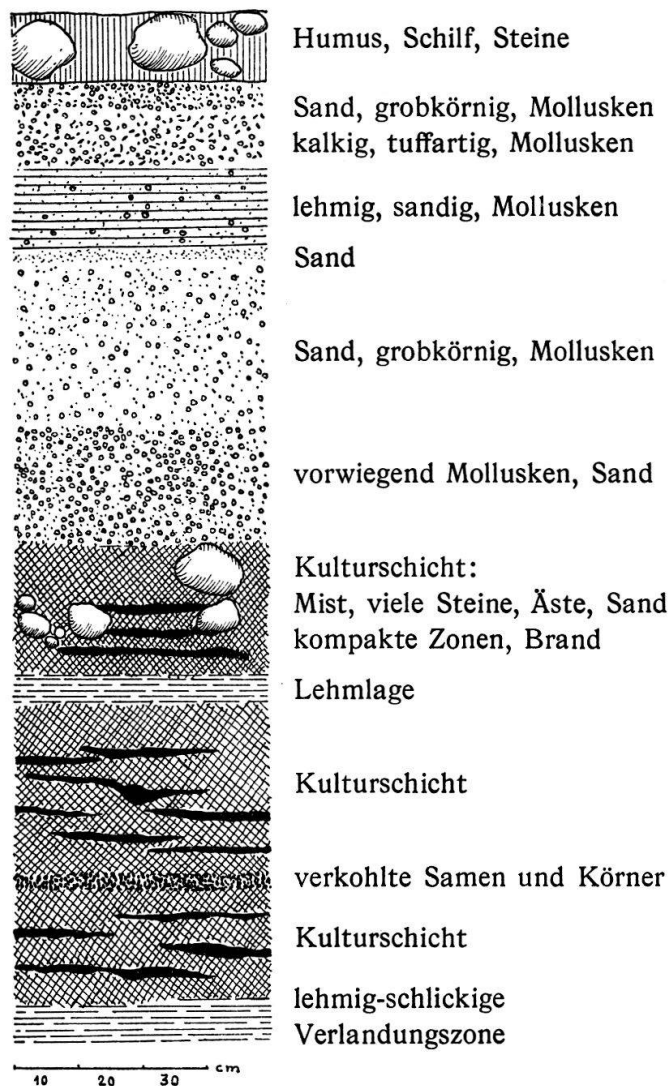 Humus, Schilf, Steine
Sand, grobkörnig, Mollusken
kalkig, tuffartig, Mollusken
lehmig, sandig, Mollusken
Sand
Sand, grobkörnig, Mollusken
vorwiegend Mollusken, Sand
Kulturschicht:
Mist, viele Steine, Äste, Sand
kompakte Zonen, Brand
Lehmlage
Kulturschicht
verkohlte Samen und Körner
Kulturschicht
lehmig-schlickige
Verlandungszone
10 20 30 cm